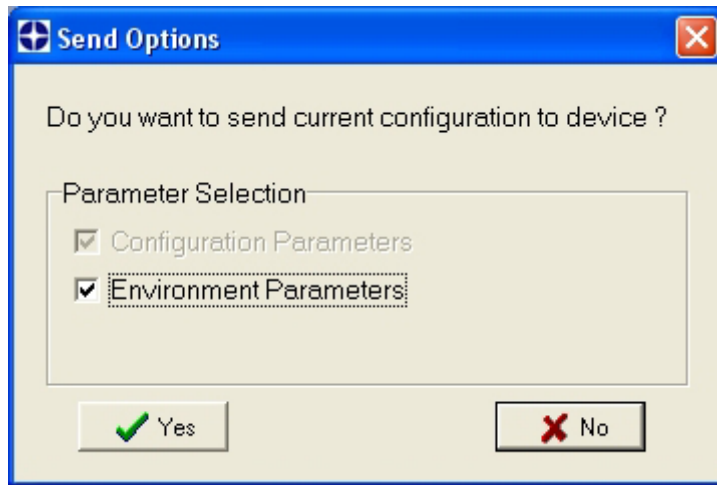 Send Options
Do you want to send current configuration to device ?
Parameter Selection
Configuration Parameters
Environment Parameters
Yes
No